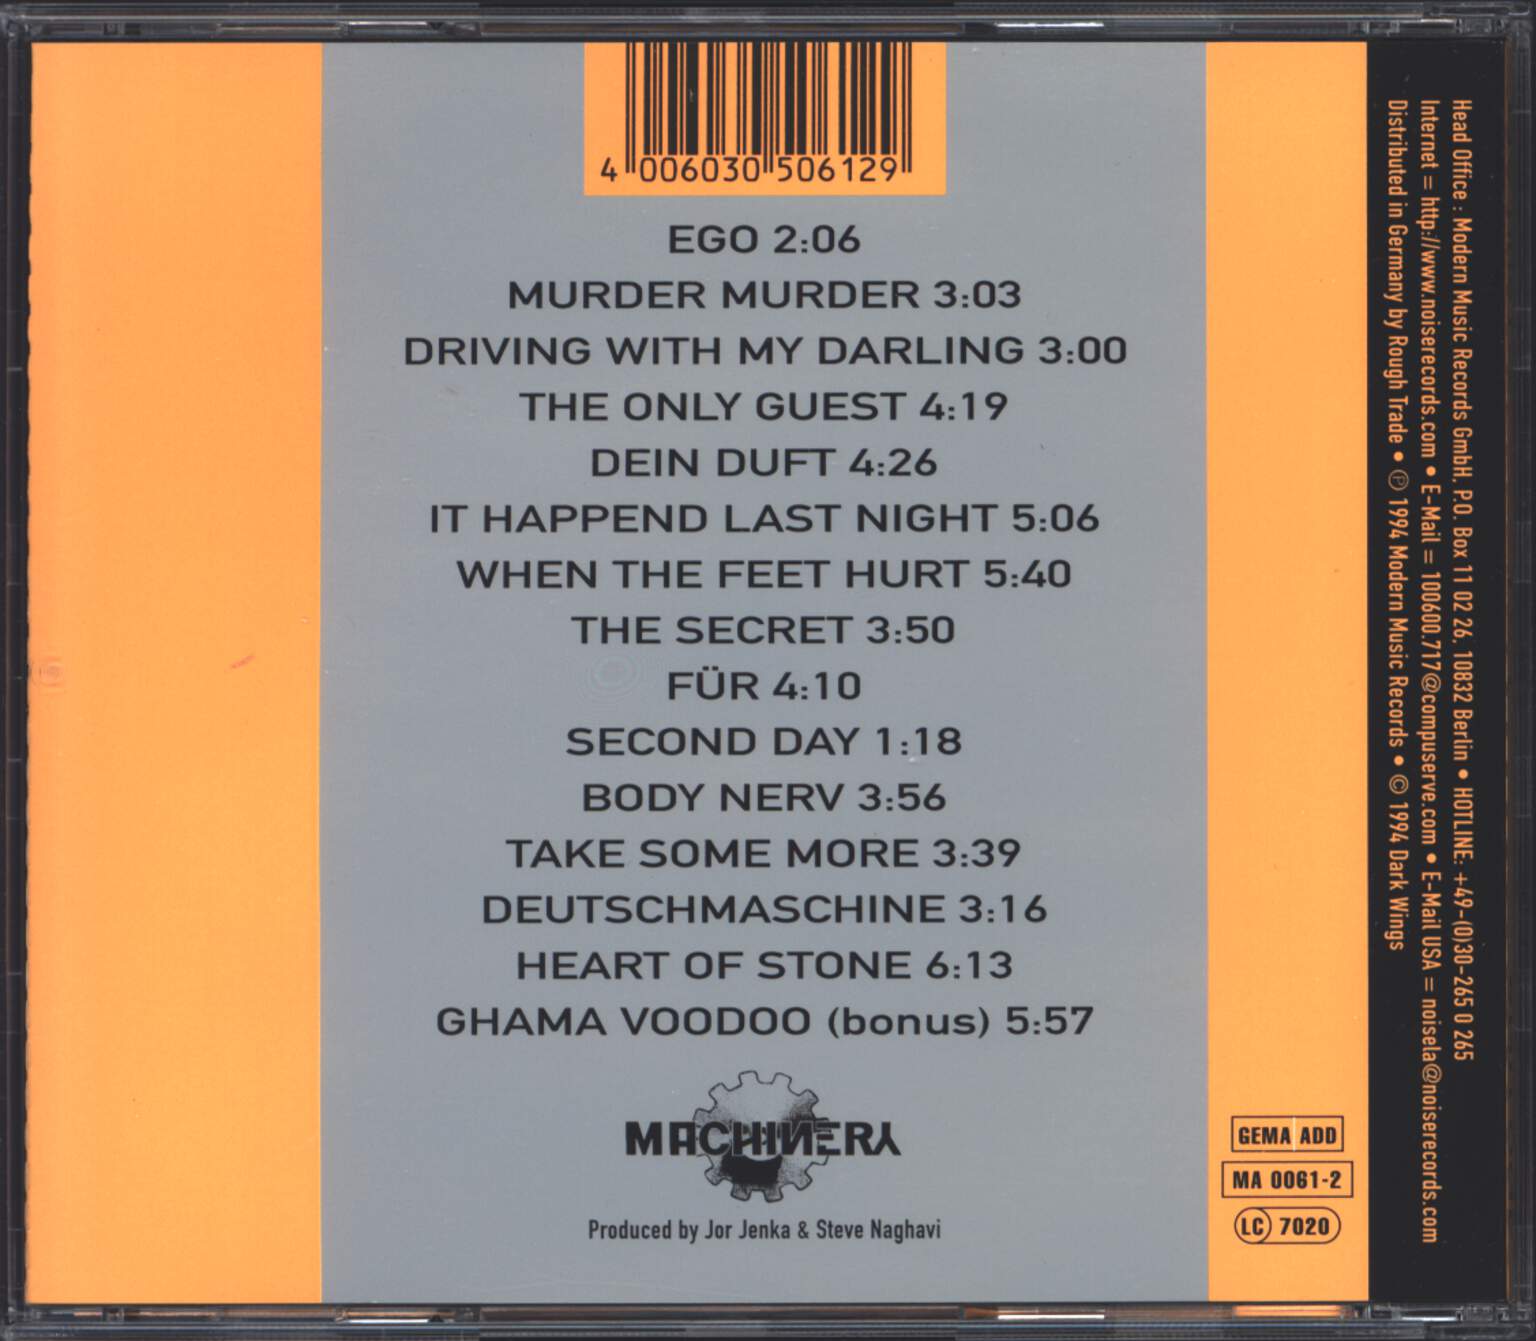 4 006030 506129
EGO 2:06
MURDER MURDER 3:03
DRIVING WITH MY DARLING 3:00
THE ONLY GUEST 4:19
DEIN DUFT 4:26
IT HAPPEND LAST NIGHT 5:06
WHEN THE FEET HURT 5:40
THE SECRET 3:50
FÜR 4:10
SECOND DAY 1:18
BODY NERV 3:56
TAKE SOME MORE 3:39
DEUTSCHMASCHINE 3:16
HEART OF STONE 6:13
GHAMA VOODOO (bonus) 5:57
MACHINERY
Produced by Jor Jenka & Steve Naghavi
GEMA ADD
MA 0061-2
LC 7020
Head Office : Modern Music Records GmbH, P.O. Box 11 02 26, 10832 Berlin • HOTLINE: +49-(0)30-265 0 265
Internet = http://www.noiserecords.com • E-Mail = 100600.717@compuserve.com • E-Mail USA = noisela@noiserecords.com
Distributed in Germany by Rough Trade • ℗ 1994 Modern Music Records • © 1994 Dark Wings